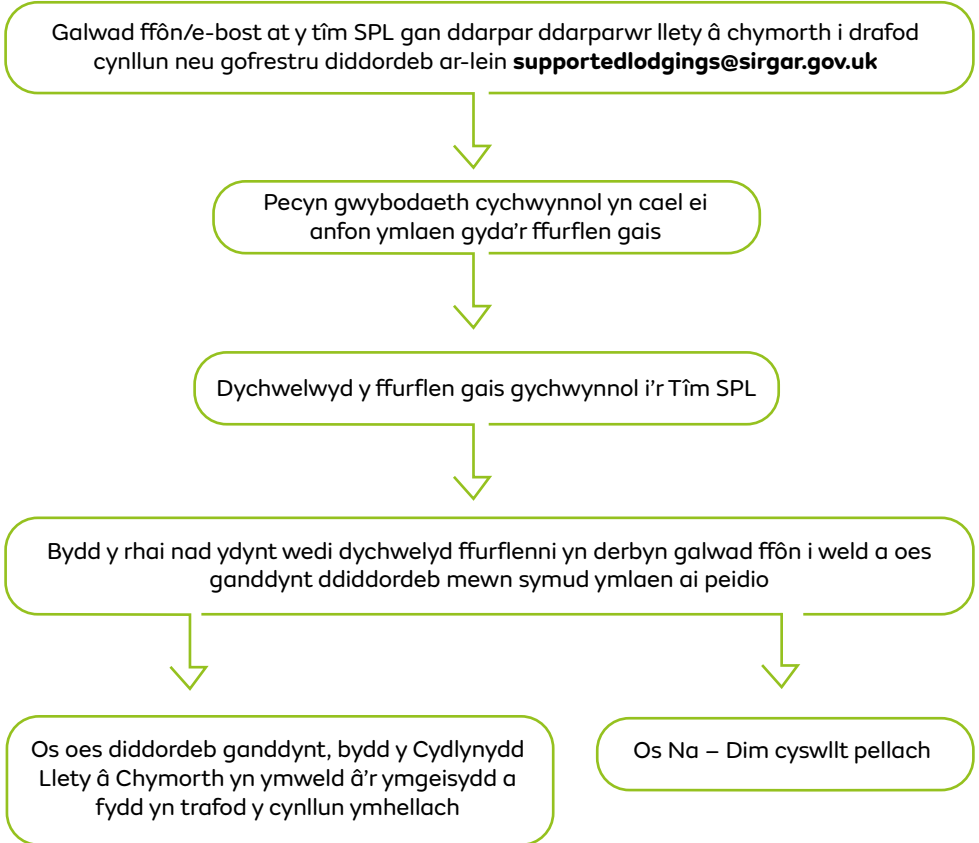 Galwad ffôn/e-bost at y tîm SPL gan ddarpar ddarparwr llety â chymorth i drafod
cynllun neu gofrestru diddordeb ar-lein supportedlodgings@sirgar.gov.uk
Pecyn gwybodaeth cychwynnol yn cael ei
anfon ymlaen gyda'r ffurflen gais
Dychwelwyd y ffurflen gais gychwynnol i'r Tîm SPL
Bydd y rhai nad ydynt wedi dychwelyd ffurflenni yn derbyn galwad ffôn i weld a oes
ganddynt ddiddordeb mewn symud ymlaen ai peidio
Os oes diddordeb ganddynt, bydd y Cydlynydd
Llety â Chymorth yn ymweld â'r ymgeisydd a
fydd yn trafod y cynllun ymhellach
Os Na – Dim cyswllt pellach